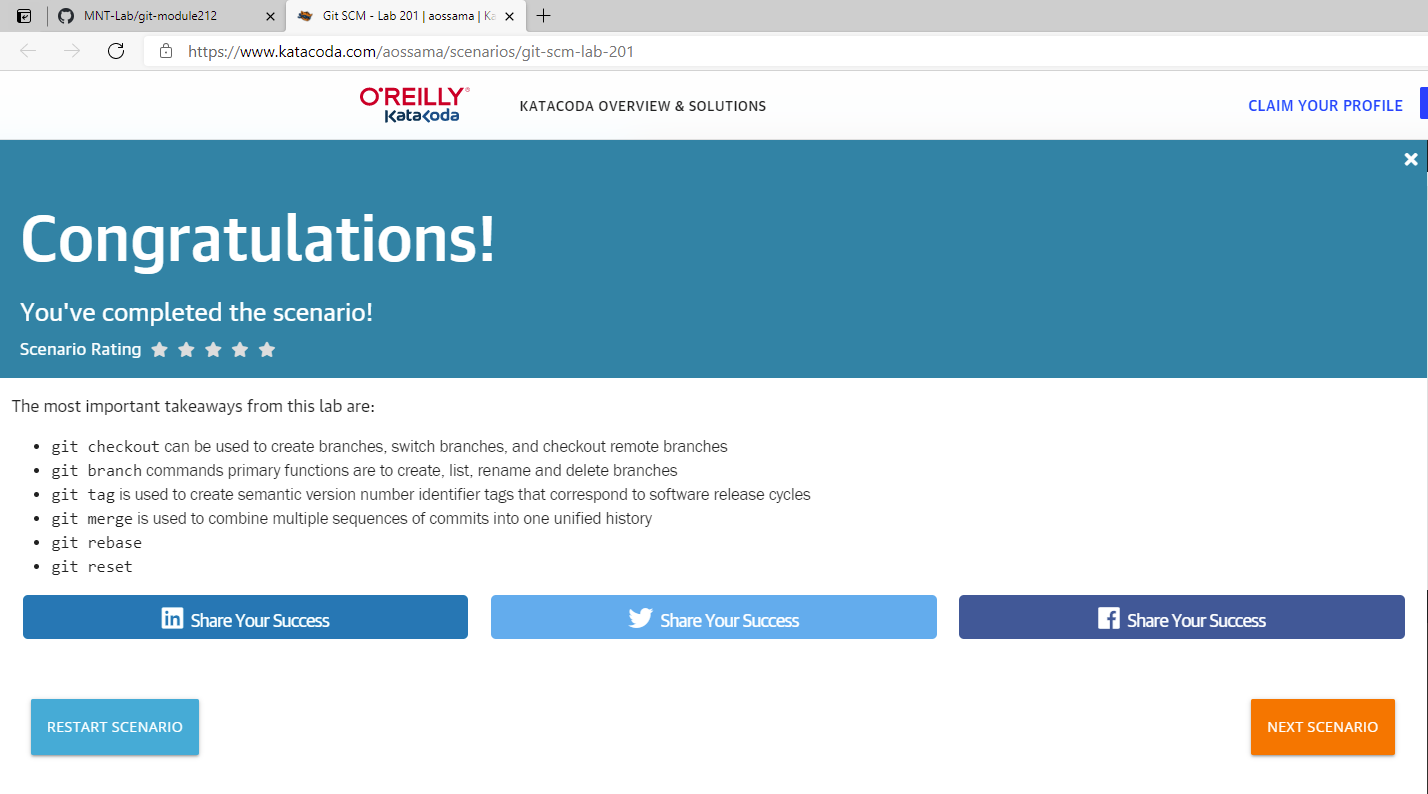 MNT-Lab/git-module212
Git SCM - Lab 201 | aossama | Ka
https://www.katacoda.com/aossama/scenarios/git-scm-lab-201
O'REILLY®
KataKoda
KATACODA OVERVIEW & SOLUTIONS
CLAIM YOUR PROFILE
Congratulations!
You've completed the scenario!
Scenario Rating
The most important takeaways from this lab are:
• git checkout can be used to create branches, switch branches, and checkout remote branches
• git branch commands primary functions are to create, list, rename and delete branches
• git tag is used to create semantic version number identifier tags that correspond to software release cycles
• git merge is used to combine multiple sequences of commits into one unified history
• git rebase
• git reset
in Share Your Success
Share Your Success
f Share Your Success
RESTART SCENARIO
NEXT SCENARIO